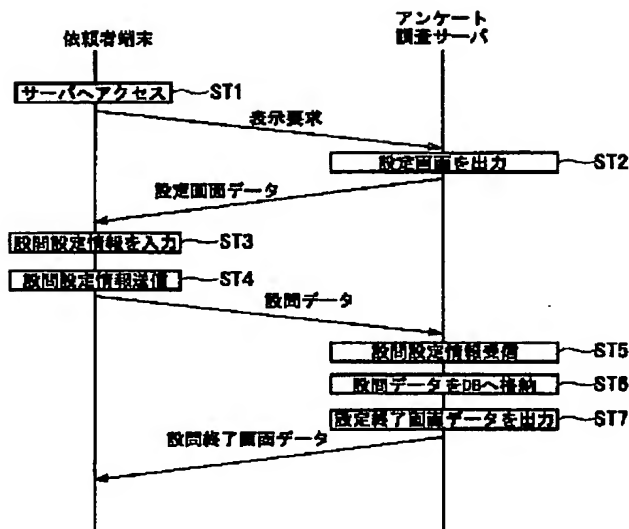 依頼者端末
アンケート
調査サーバ
サーバへアクセス
ST1
表示要求
設定画面を出力
ST2
設定画面データ
設問設定情報を入力
ST3
設問設定情報送信
ST4
設問データ
設問設定情報受信
ST5
設問データをDBへ格納
ST6
設定終了画面データを出力
ST7
設問終了画面データ